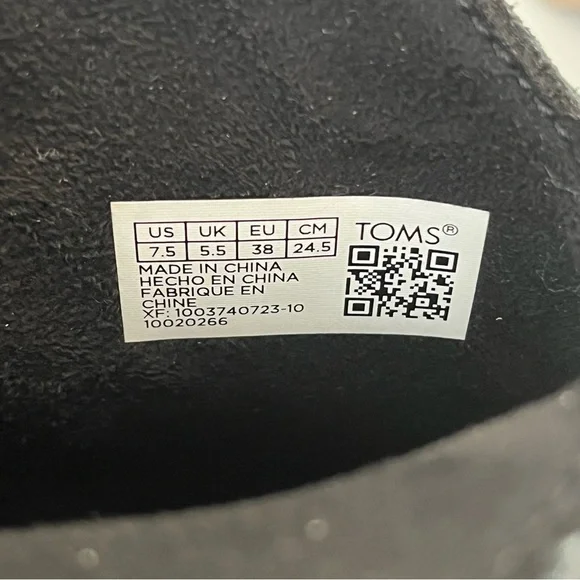 US UK EU CM TOMS®
7.5 5.5 38 24.5
MADE IN CHINA
HECHO EN CHINA
FABRIQUE EN
CHINE
XF: 1003740723-10
10020266